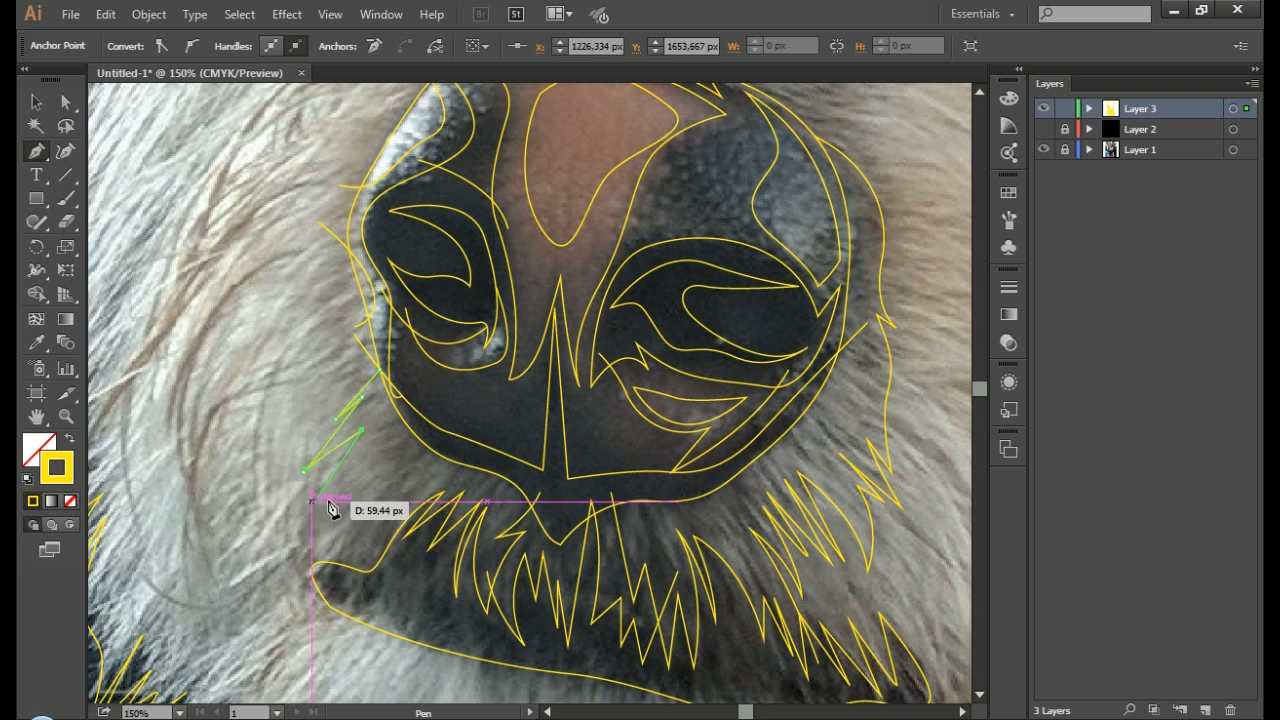 Ai File Edit Object Type Select Effect View Window Help Br St Essentials
Anchor Point Convert: Handles: Anchors: X: 1226,334 px Y: 1653,667 px W: 0 px H: 0 px
Untitled-1* @ 150% (CMYK/Preview) ×
Layers
Layer 3
Layer 2
Layer 1
D: 59,44 px
150% 1 Pen
3 Layers